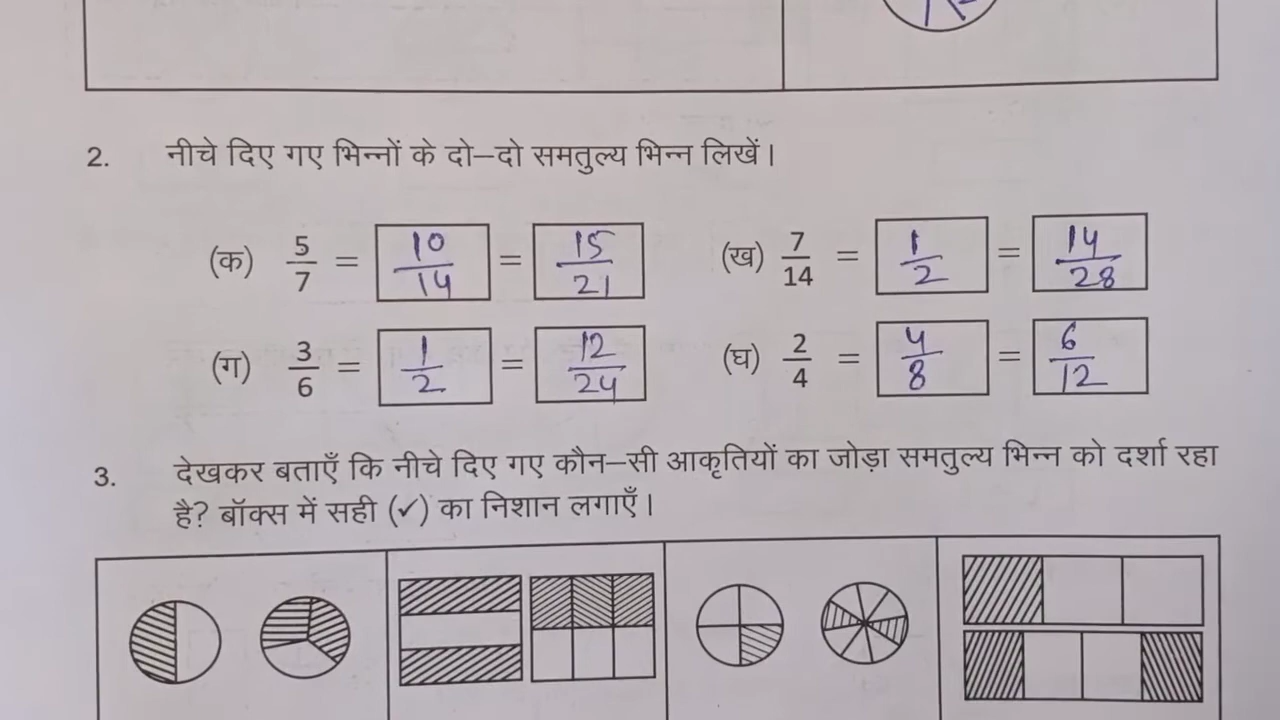 2. नीचे दिए गए भिन्नों के दो–दो समतुल्य भिन्न लिखें।
(क) 5/7 = 10/14 = 15/21 (ख) 7/14 = 1/2 = 14/28
(ग) 3/6 = 1/2 = 12/24 (घ) 2/4 = 4/8 = 6/12
3. देखकर बताएँ कि नीचे दिए गए कौन–सी आकृतियों का जोड़ा समतुल्य भिन्न को दर्शा रहा
है? बॉक्स में सही (✓) का निशान लगाएँ।